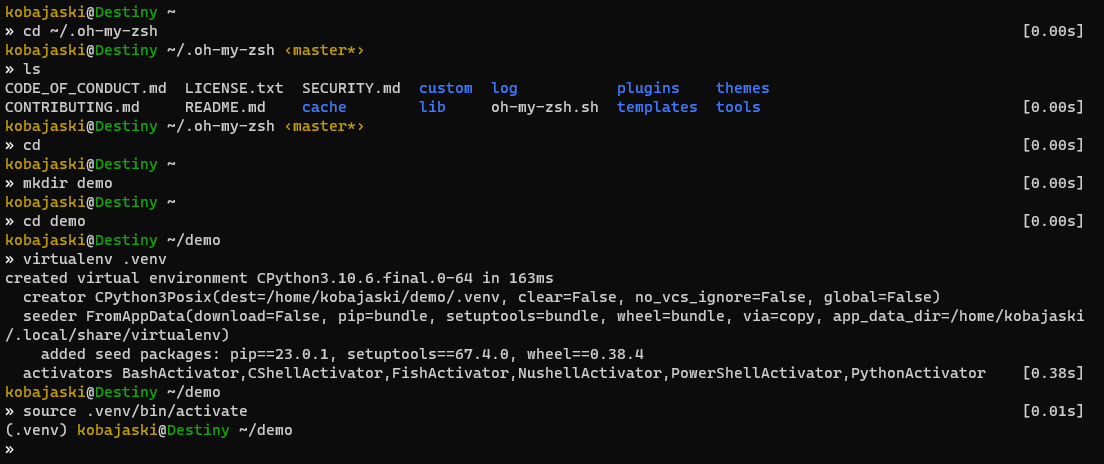 kobajaski@Destiny ~
» cd ~/.oh-my-zsh [0.00s]
kobajaski@Destiny ~/.oh-my-zsh ‹master*›
» ls
CODE_OF_CONDUCT.md LICENSE.txt SECURITY.md custom log plugins themes
CONTRIBUTING.md README.md cache lib oh-my-zsh.sh templates tools [0.00s]
kobajaski@Destiny ~/.oh-my-zsh ‹master*›
» cd [0.00s]
kobajaski@Destiny ~
» mkdir demo [0.00s]
kobajaski@Destiny ~
» cd demo [0.00s]
kobajaski@Destiny ~/demo
» virtualenv .venv
created virtual environment CPython3.10.6.final.0-64 in 163ms
  creator CPython3Posix(dest=/home/kobajaski/demo/.venv, clear=False, no_vcs_ignore=False, global=False)
  seeder FromAppData(download=False, pip=bundle, setuptools=bundle, wheel=bundle, via=copy, app_data_dir=/home/kobajaski
/.local/share/virtualenv)
    added seed packages: pip==23.0.1, setuptools==67.4.0, wheel==0.38.4
  activators BashActivator,CShellActivator,FishActivator,NushellActivator,PowerShellActivator,PythonActivator [0.38s]
kobajaski@Destiny ~/demo
» source .venv/bin/activate [0.01s]
(.venv) kobajaski@Destiny ~/demo
»